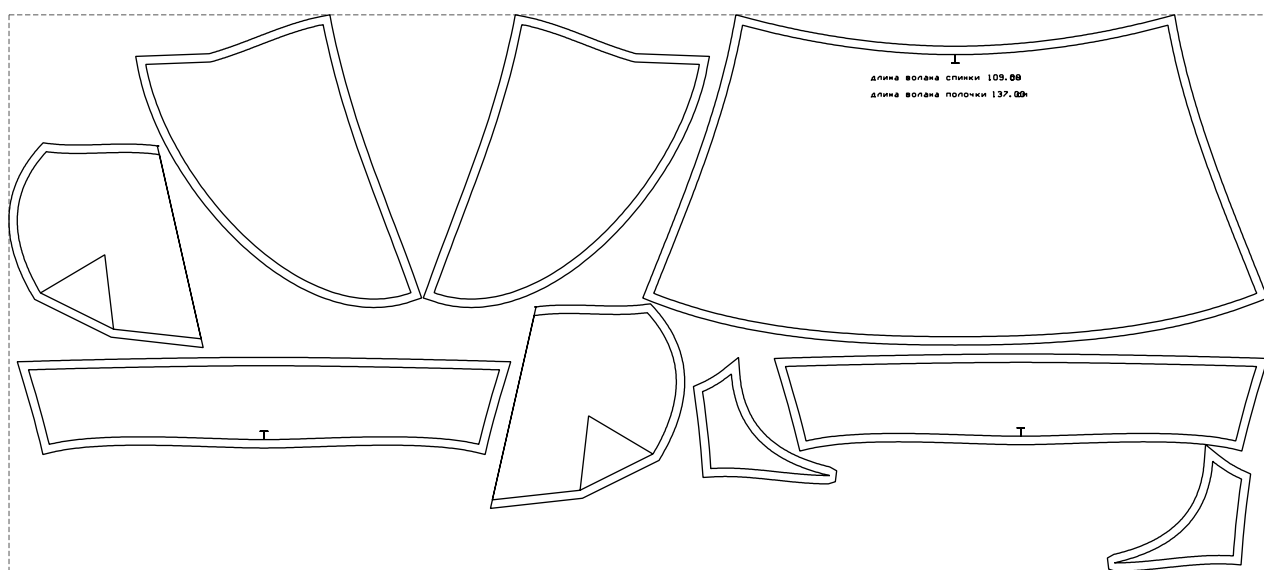 длина волана спинки 109.00
длина волана полочки 137.00